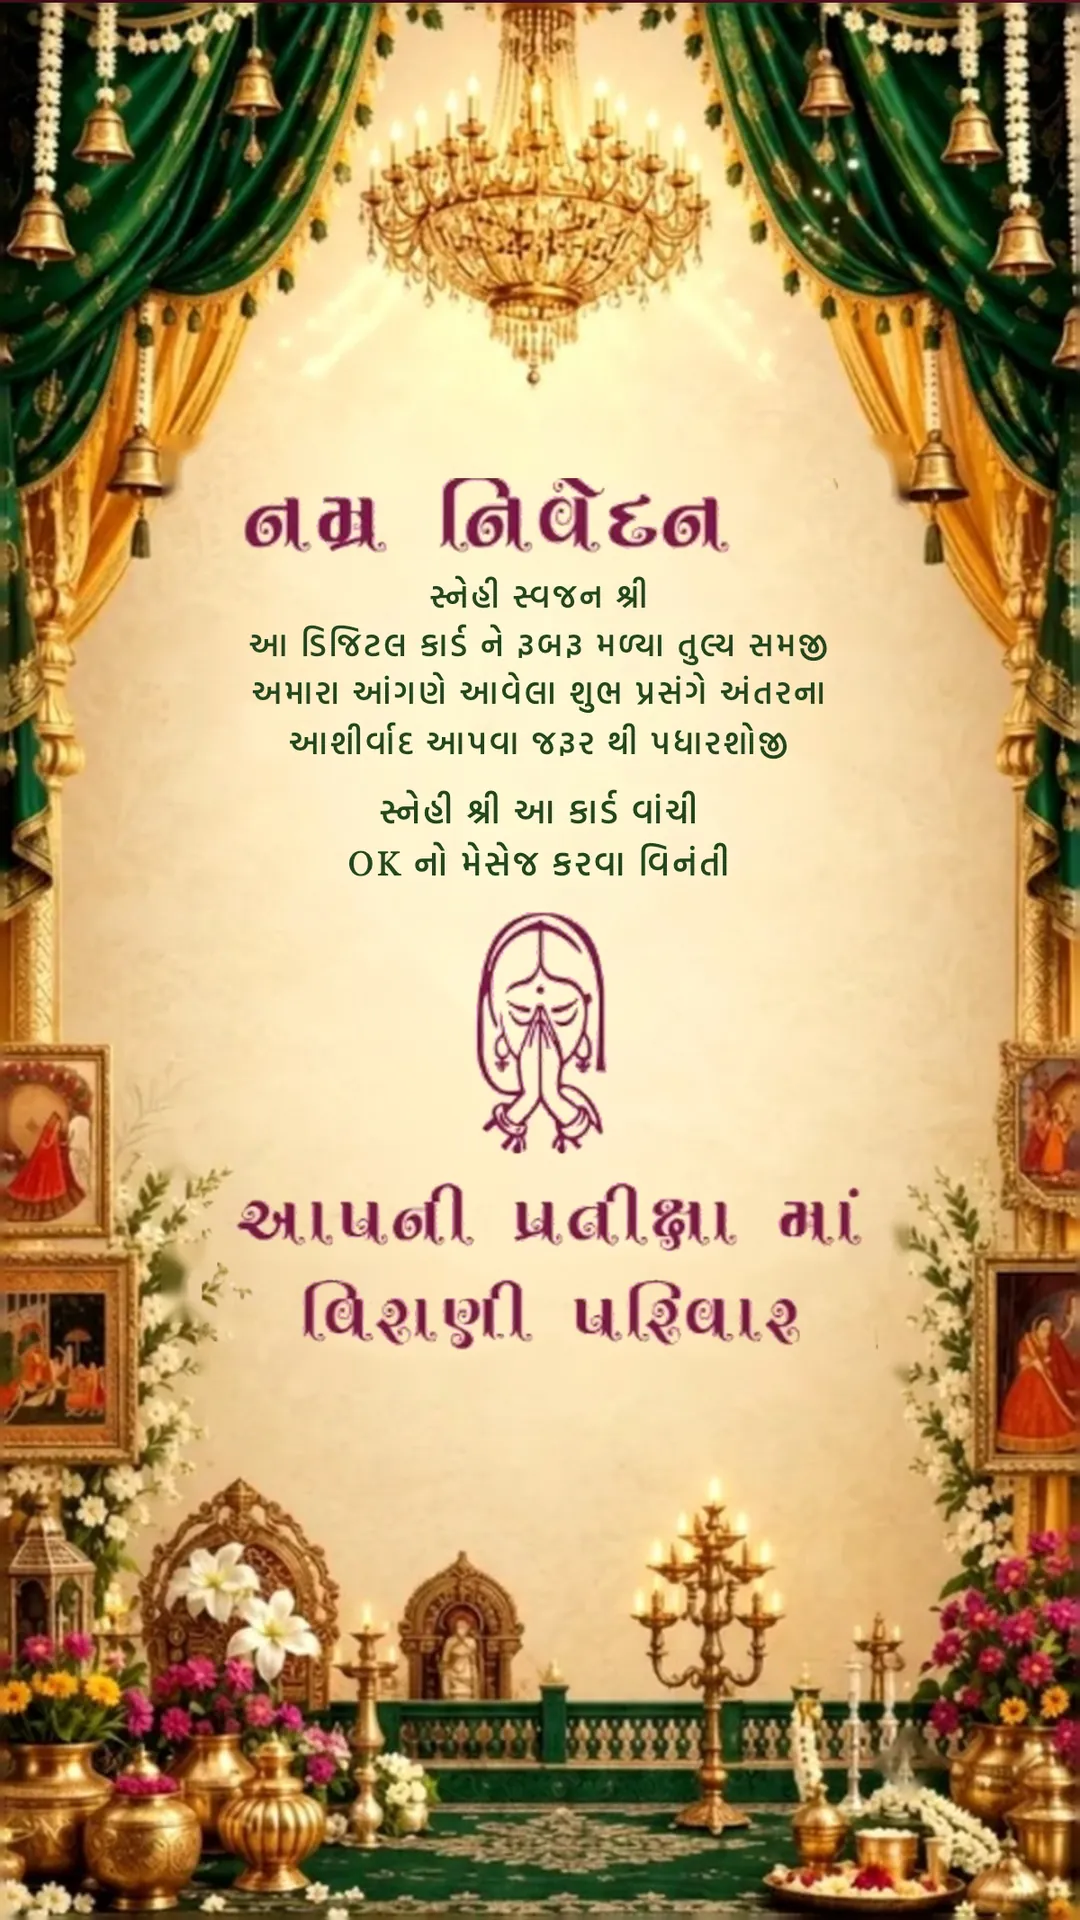 નમ્ર નિવેદન
સ્નેહી સ્વજન શ્રી
આ ડિજિટલ કાર્ડ ને રૂબરૂ મળ્યા તુલ્ય સમજી
અમારા આંગણે આવેલા શુભ પ્રસંગે અંતરના
આશીર્વાદ આપવા જરૂર થી પધારશોજી
સ્નેહી શ્રી આ કાર્ડ વાંચી
OK નો મેસેજ કરવા વિનંતી
આપની પ્રતીક્ષા માં
વિરાણી પરિવાર